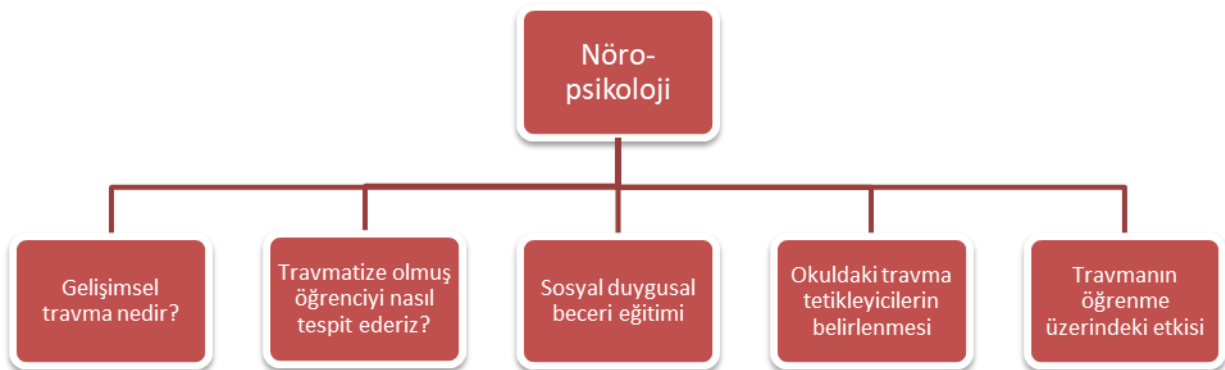 Nöro-
psikoloji
Gelişimsel
travma nedir?
Travmatize olmuş
öğrenciyi nasıl
tespit ederiz?
Sosyal duygusal
beceri eğitimi
Okuldaki travma
tetikleyicilerin
belirlenmesi
Travmanın
öğrenme
üzerindeki etkisi